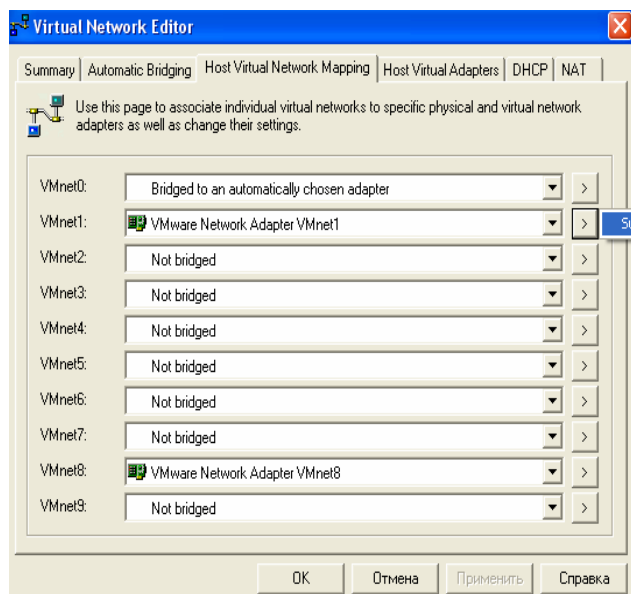 Virtual Network Editor
Summary Automatic Bridging Host Virtual Network Mapping Host Virtual Adapters DHCP NAT
Use this page to associate individual virtual networks to specific physical and virtual network
adapters as well as change their settings.
VMnet0: Bridged to an automatically chosen adapter >
VMnet1: VMware Network Adapter VMnet1 >
VMnet2: Not bridged >
VMnet3: Not bridged >
VMnet4: Not bridged >
VMnet5: Not bridged >
VMnet6: Not bridged >
VMnet7: Not bridged >
VMnet8: VMware Network Adapter VMnet8 >
VMnet9: Not bridged >
OK Отмена Применить Справка